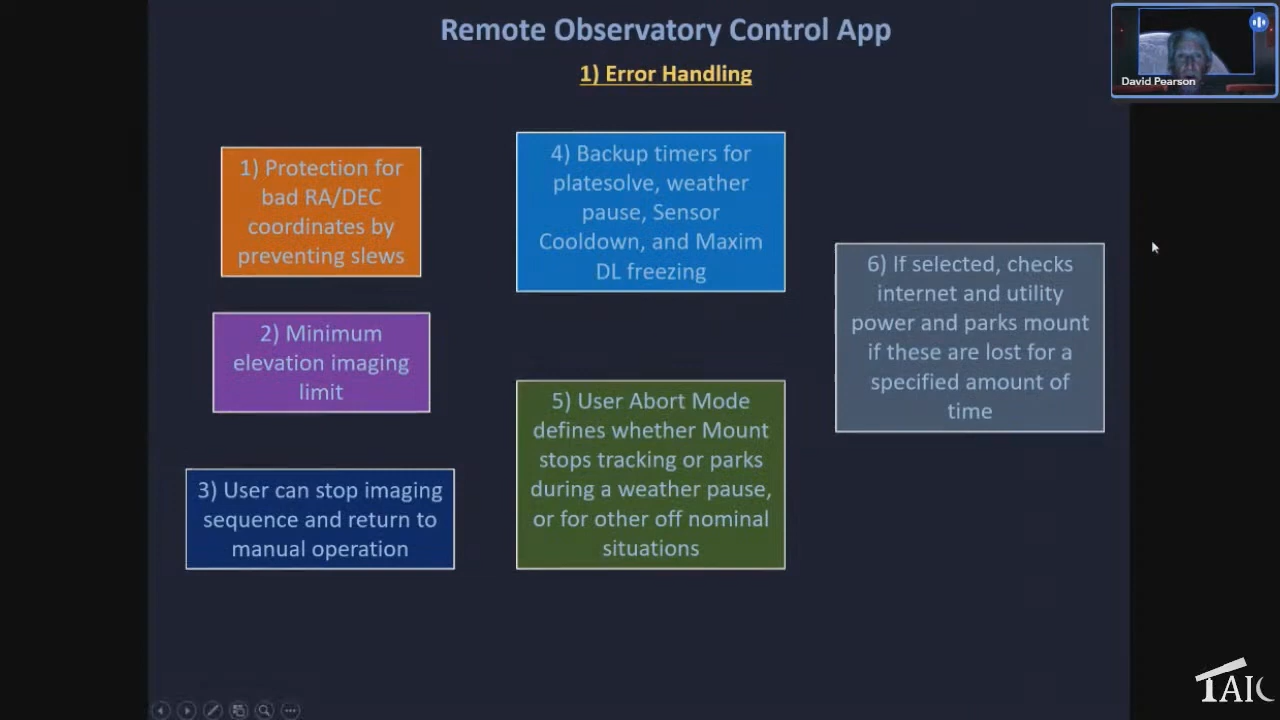 Remote Observatory Control App
1) Error Handling
David Pearson
1) Protection for
bad RA/DEC
coordinates by
preventing slews
2) Minimum
elevation imaging
limit
3) User can stop imaging
sequence and return to
manual operation
4) Backup timers for
platesolve, weather
pause, Sensor
Cooldown, and Maxim
DL freezing
5) User Abort Mode
defines whether Mount
stops tracking or parks
during a weather pause,
or for other off nominal
situations
6) If selected, checks
internet and utility
power and parks mount
if these are lost for a
specified amount of
time
TAIC